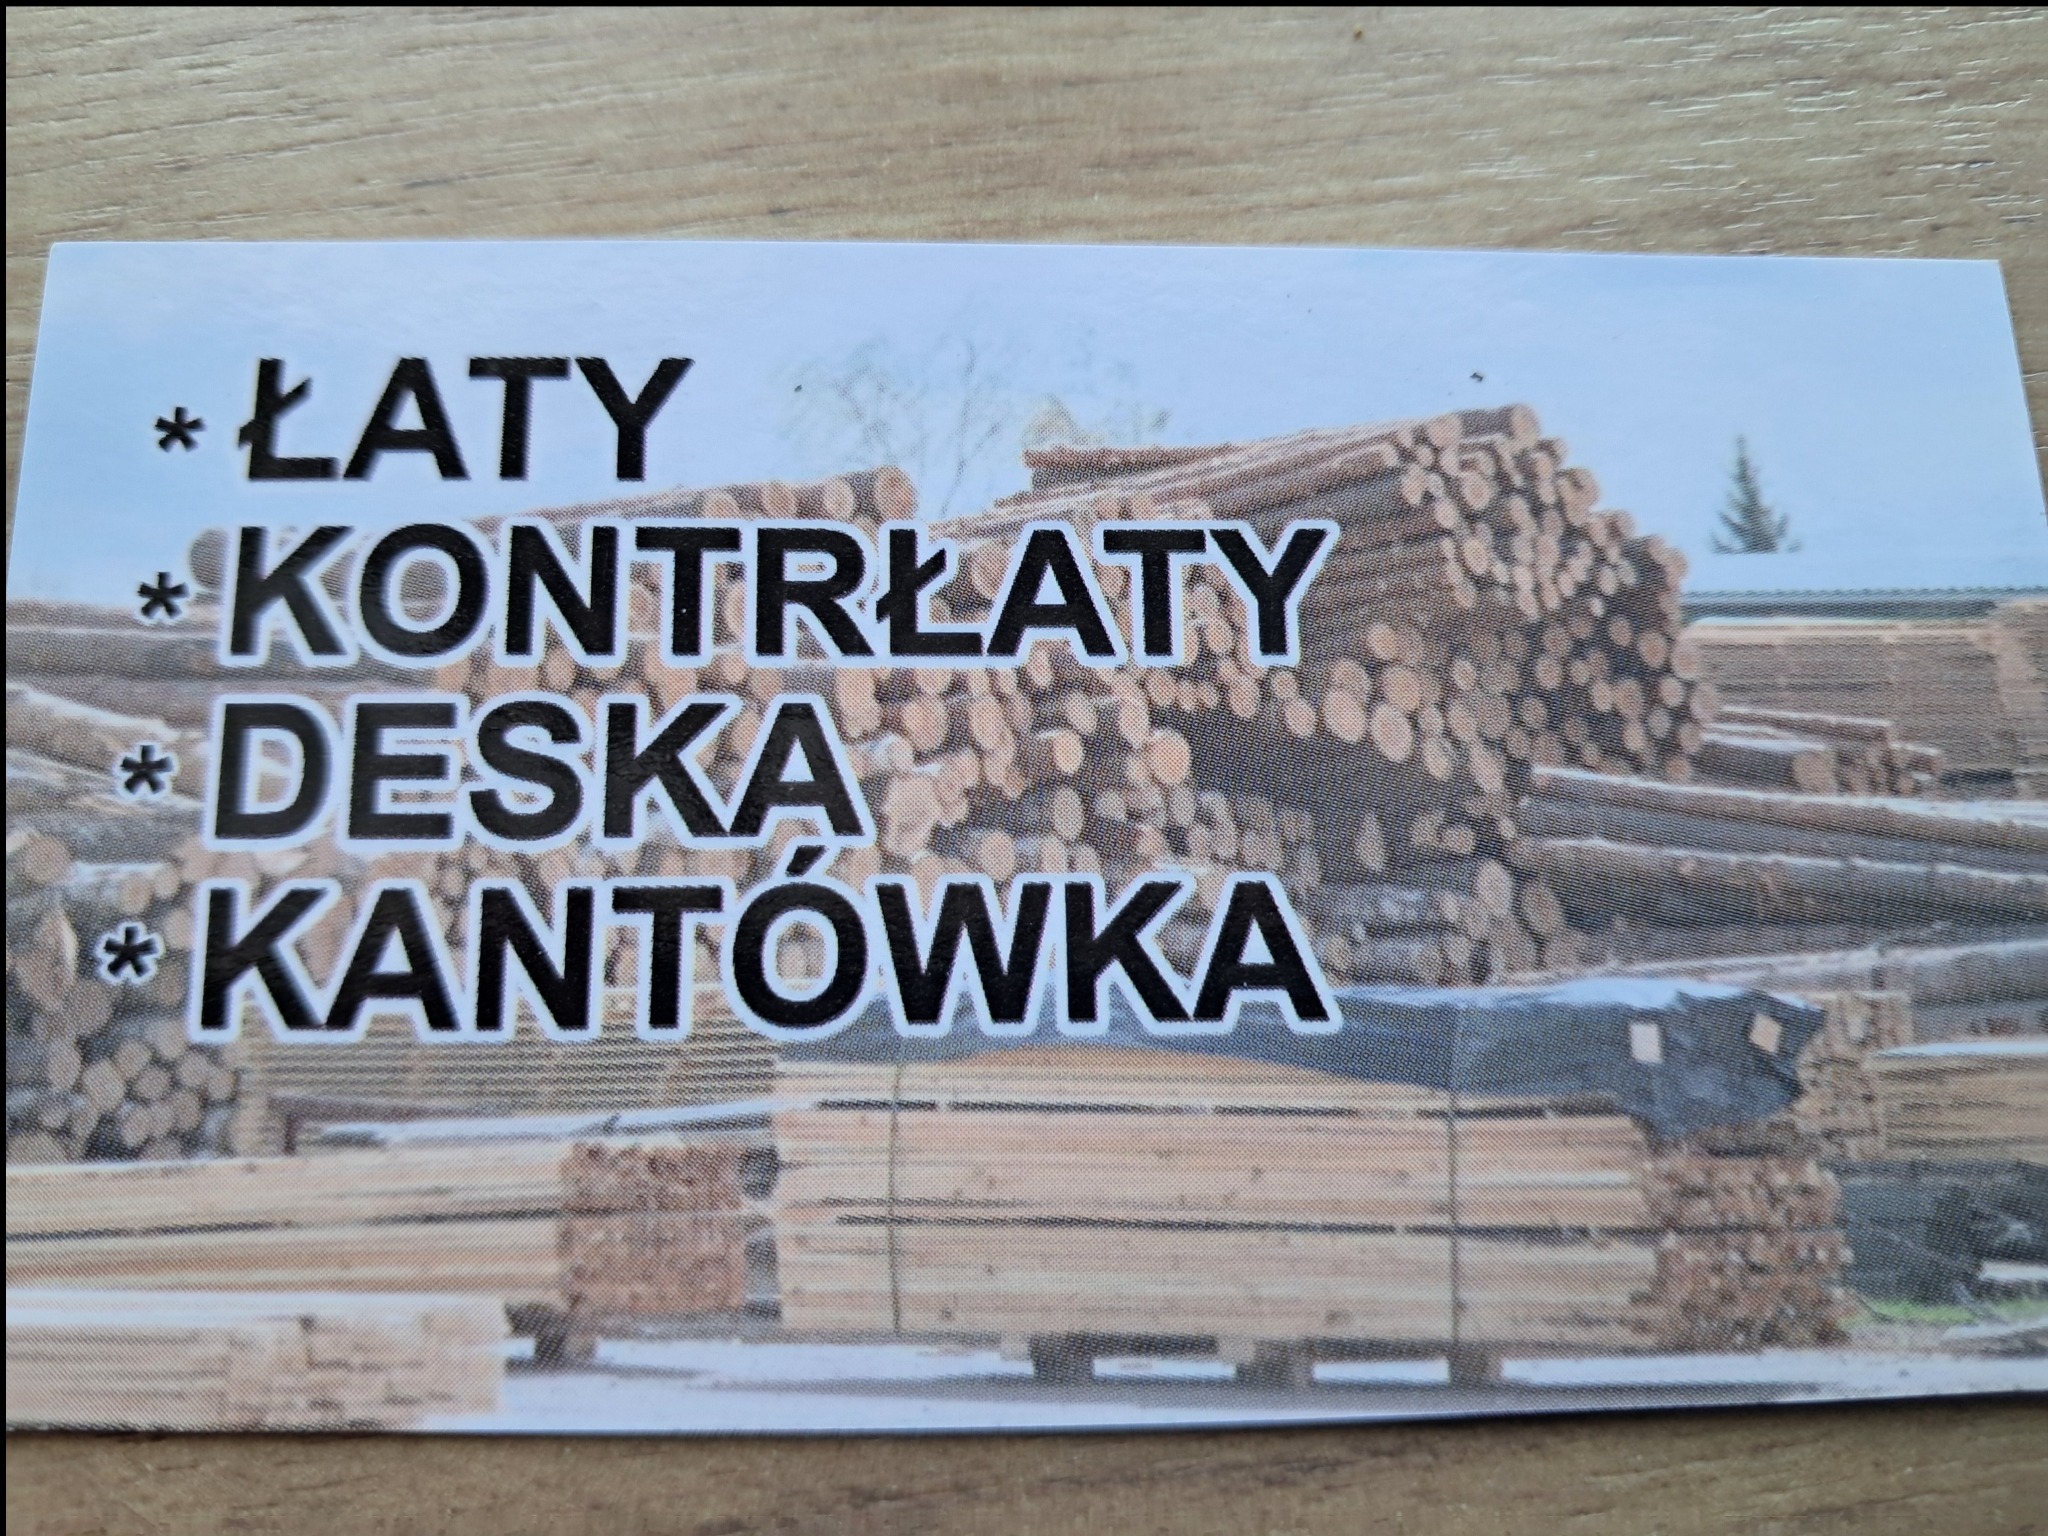 * ŁATY
* KONTRŁATY
* DESKA
* KANTÓWKA